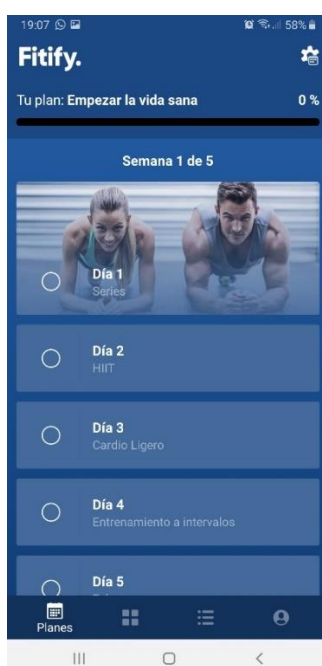 19:07 58%
Fitify.
Tu plan: Empezar la vida sana 0 %
Semana 1 de 5
Día 1
Series
Día 2
HIIT
Día 3
Cardio Ligero
Día 4
Entrenamiento a intervalos
Día 5
Planes